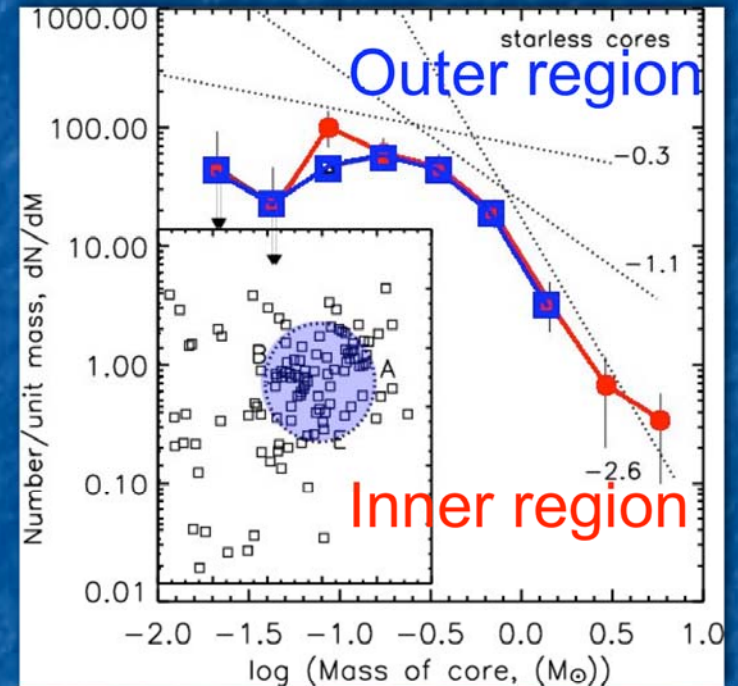 1000.00
starless cores
Outer region
100.00
-0.3
10.00
-1.1
B
A
1.00
E
0.10
-2.6
Inner region
0.01
Number/unit mass, dN/dM
-2.0 -1.5 -1.0 -0.5 0.0 0.5 1.0
log (Mass of core, (M☉))